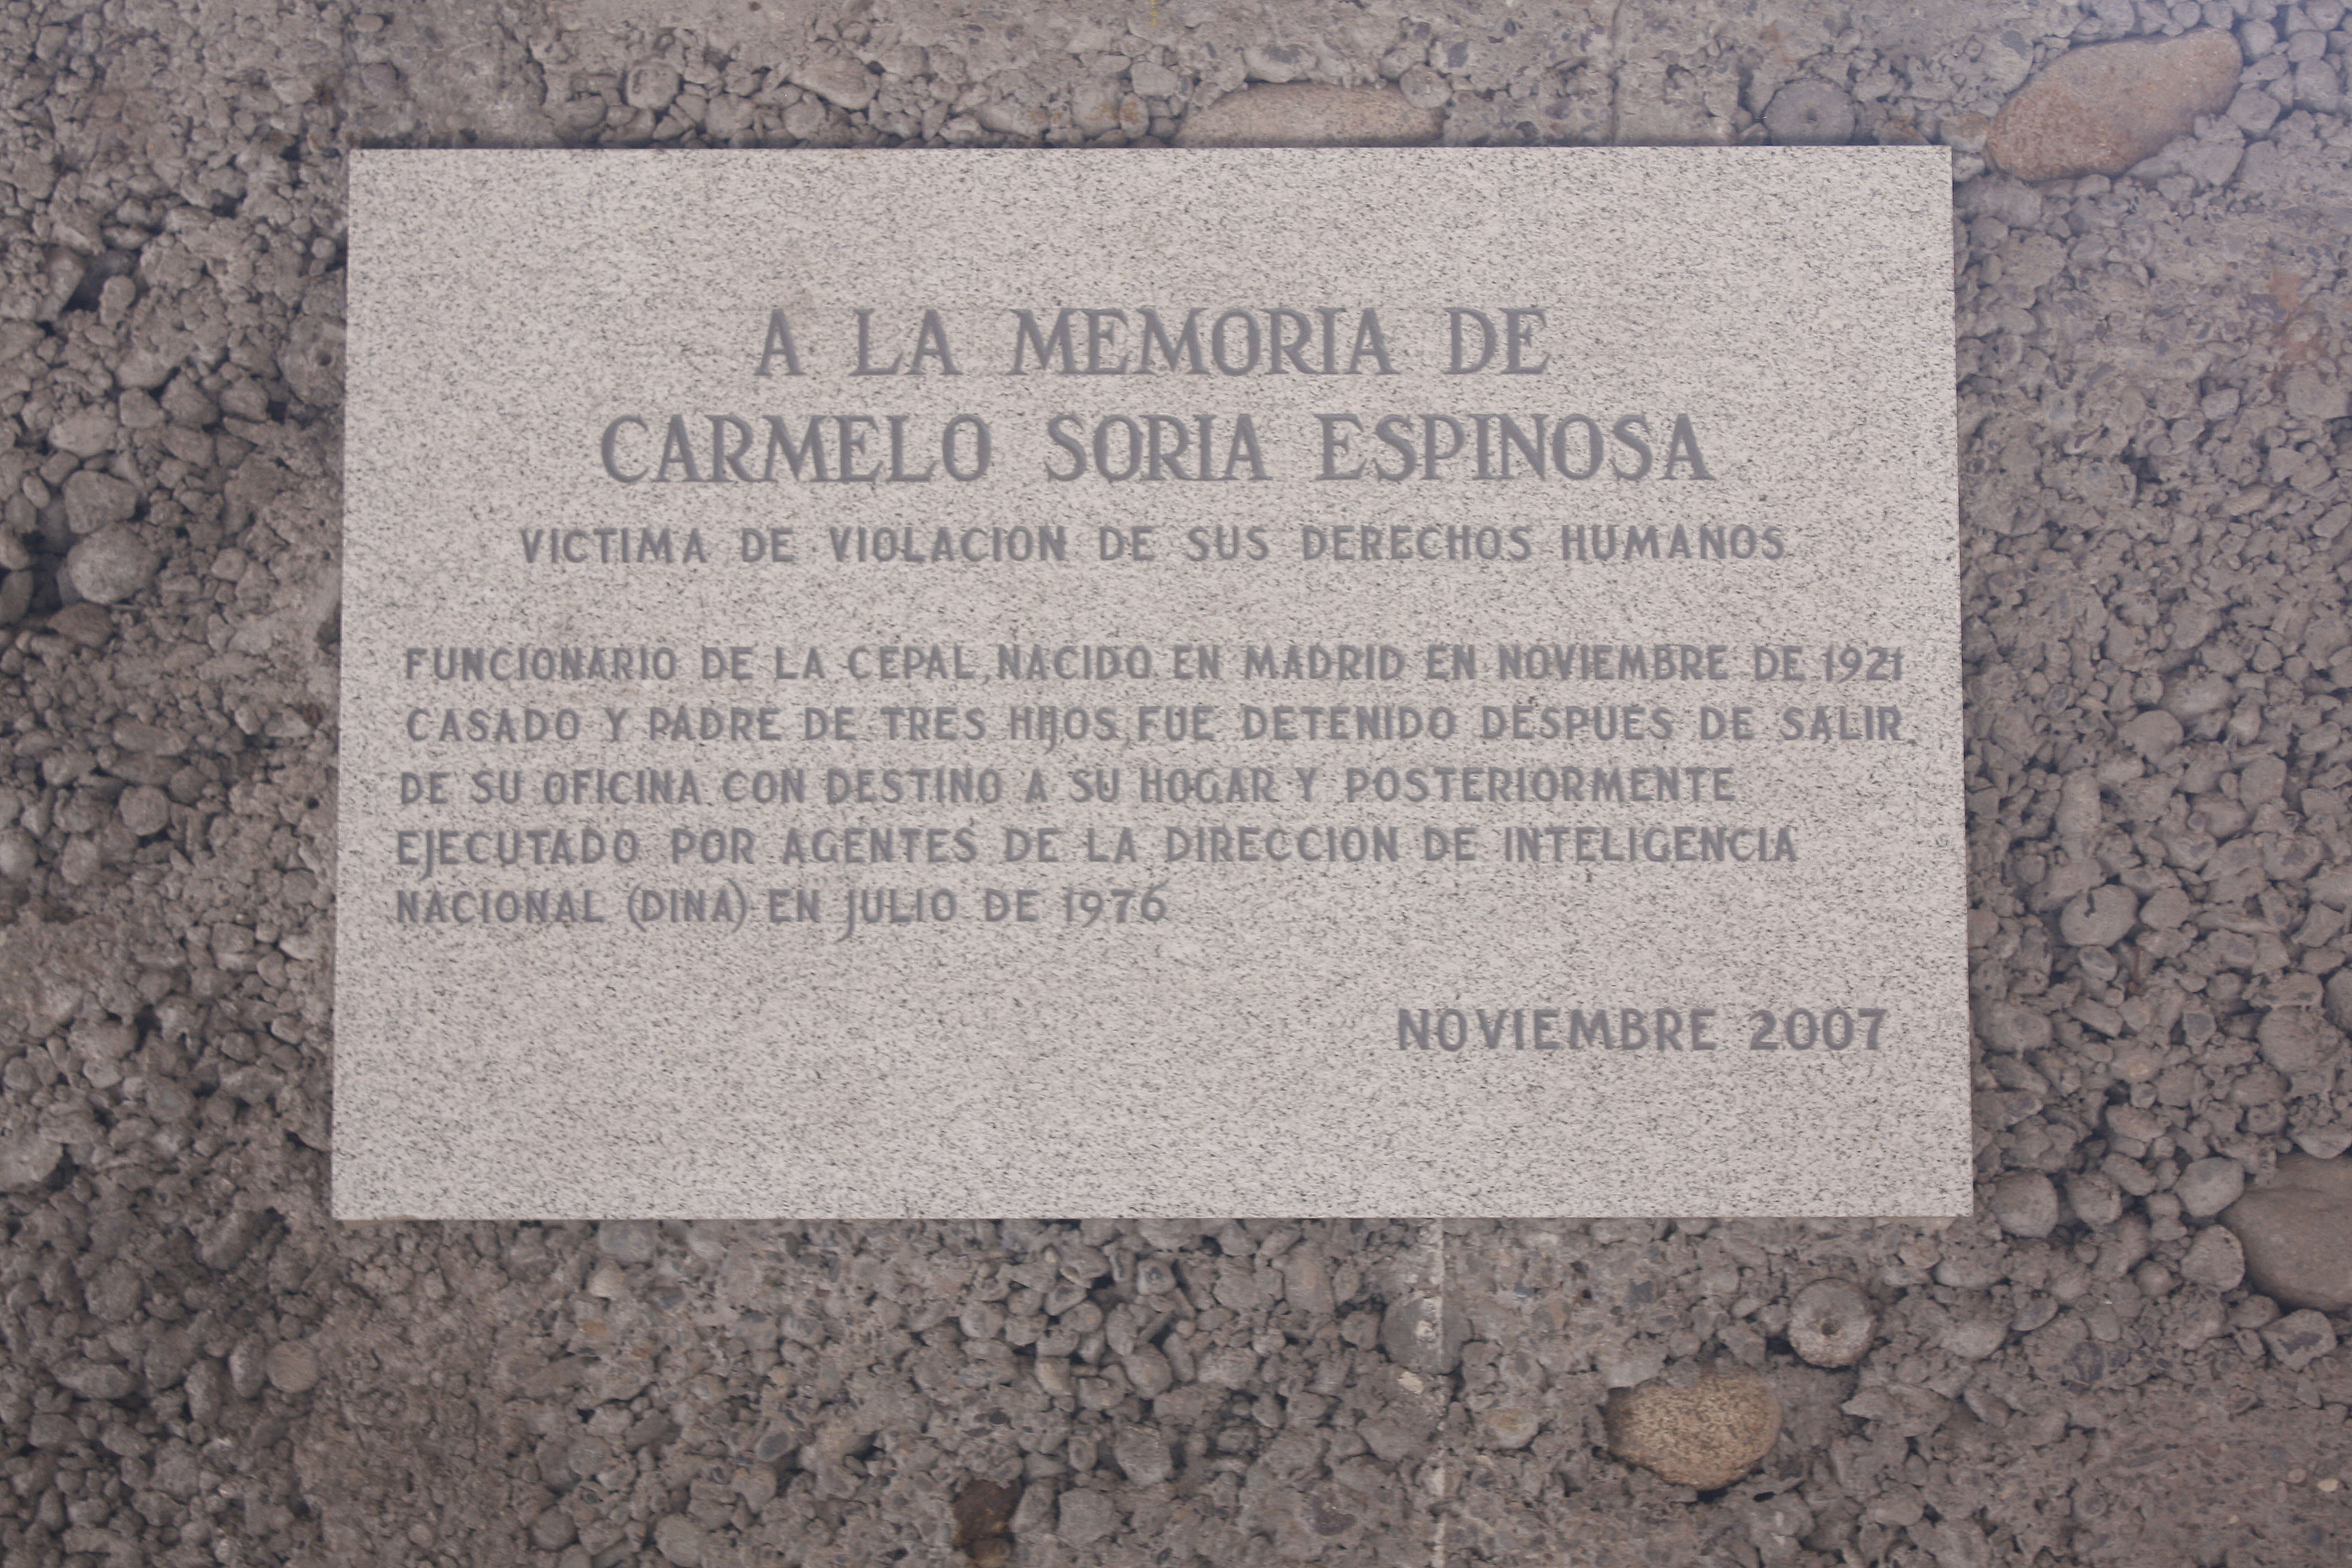 A LA MEMORIA DE
CARMELO SORIA ESPINOSA
VICTIMA DE VIOLACION DE SUS DERECHOS HUMANOS
FUNCIONARIO DE LA CEPAL, NACIDO EN MADRID EN NOVIEMBRE DE 1921
CASADO Y PADRE DE TRES HIJOS, FUE DETENIDO DESPUES DE SALIR
DE SU OFICINA CON DESTINO A SU HOGAR Y POSTERIORMENTE
EJECUTADO POR AGENTES DE LA DIRECCION DE INTELIGENCIA
NACIONAL (DINA) EN JULIO DE 1976
NOVIEMBRE 2007